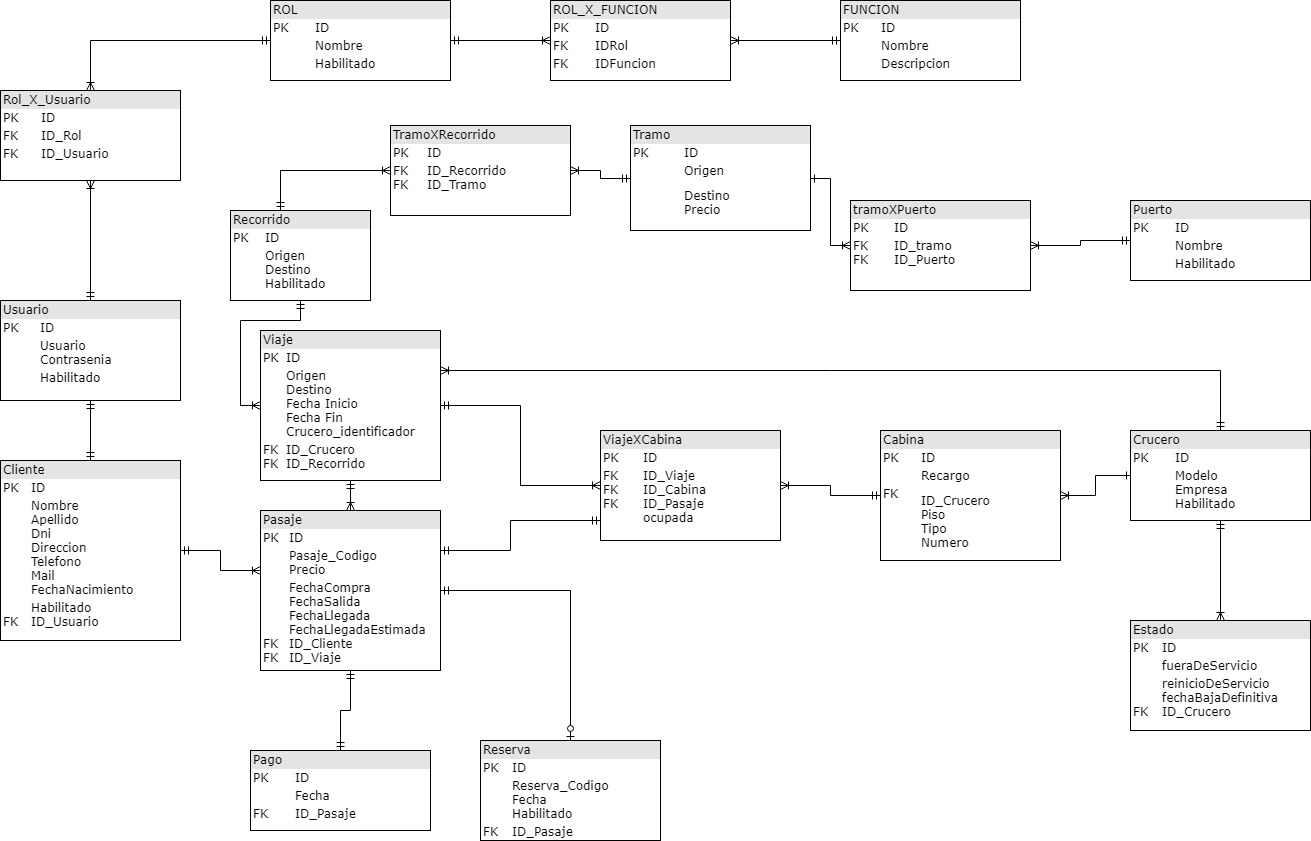 ROL
PK ID
Nombre
Habilitado
ROL_X_FUNCION
PK ID
FK IDRol
FK IDFuncion
FUNCION
PK ID
Nombre
Descripcion
Rol_X_Usuario
PK ID
FK ID_Rol
FK ID_Usuario
TramoXRecorrido
PK ID
FK ID_Recorrido
FK ID_Tramo
Tramo
PK ID
Origen
Destino
Precio
tramoXPuerto
PK ID
FK ID_tramo
FK ID_Puerto
Puerto
PK ID
Nombre
Habilitado
Recorrido
PK ID
Origen
Destino
Habilitado
Usuario
PK ID
Usuario
Contrasenia
Habilitado
Viaje
PK ID
Origen
Destino
Fecha Inicio
Fecha Fin
Crucero_identificador
FK ID_Crucero
FK ID_Recorrido
ViajeXCabina
PK ID
FK ID_Viaje
FK ID_Cabina
FK ID_Pasaje
ocupada
Cabina
PK ID
Recargo
FK ID_Crucero
Piso
Tipo
Numero
Crucero
PK ID
Modelo
Empresa
Habilitado
Cliente
PK ID
Nombre
Apellido
Dni
Direccion
Telefono
Mail
FechaNacimiento
Habilitado
FK ID_Usuario
Pasaje
PK ID
Pasaje_Codigo
Precio
FechaCompra
FechaSalida
FechaLlegada
FechaLlegadaEstimada
FK ID_Cliente
FK ID_Viaje
Estado
PK ID
fueraDeServicio
reinicioDeServicio
fechaBajaDefinitiva
FK ID_Crucero
Pago
PK ID
Fecha
FK ID_Pasaje
Reserva
PK ID
Reserva_Codigo
Fecha
Habilitado
FK ID_Pasaje